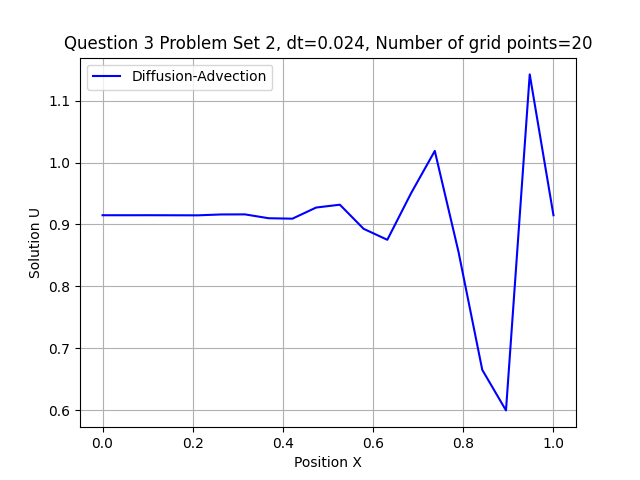 Question 3 Problem Set 2, dt=0.024, Number of grid points=20
Diffusion-Advection
Solution U
1.1
1.0
0.9
0.8
0.7
0.6
0.0 0.2 0.4 0.6 0.8 1.0
Position X